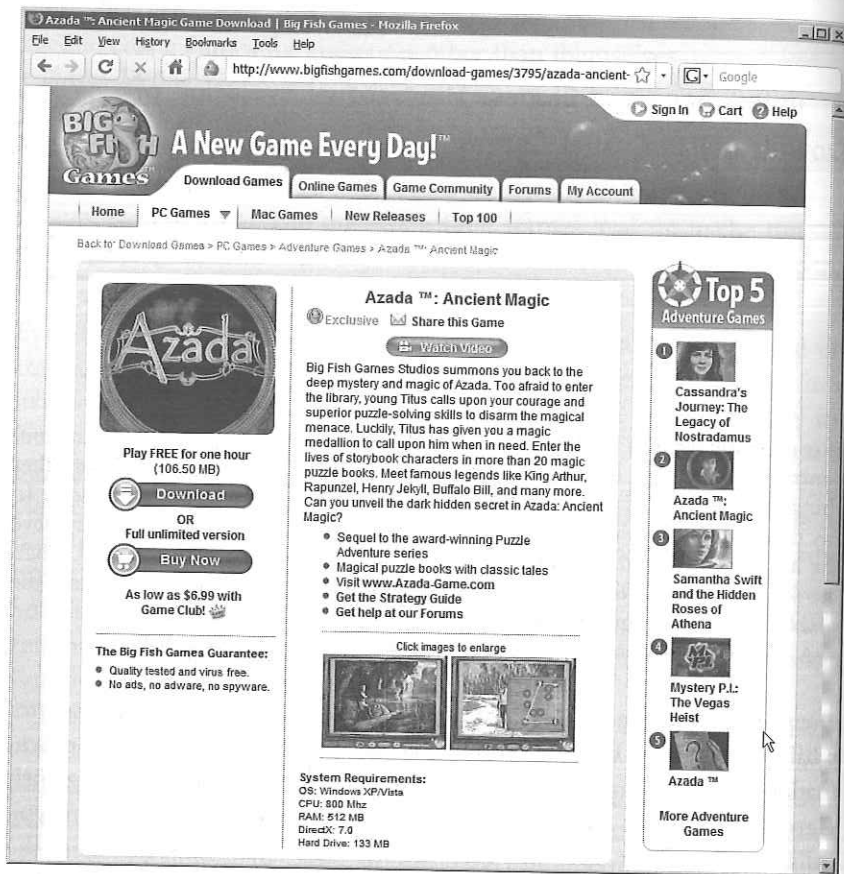 Azada ™: Ancient Magic Game Download | Big Fish Games - Mozilla Firefox
File Edit View History Bookmarks Tools Help
http://www.bigfishgames.com/download-games/3795/azada-ancient-
G Google
Sign In Cart ? Help
BIG FISH Games™
A New Game Every Day!™
Download Games Online Games Game Community Forums My Account
Home PC Games Mac Games New Releases Top 100
Back to: Download Games > PC Games > Adventure Games > Azada ™: Ancient Magic
Azada
Play FREE for one hour
(106.50 MB)
Download
OR
Full unlimited version
Buy Now
As low as $6.99 with
Game Club!
The Big Fish Games Guarantee:
Quality tested and virus free.
No ads, no adware, no spyware.
Azada ™: Ancient Magic
Exclusive Share this Game
Watch Video
Big Fish Games Studios summons you back to the
deep mystery and magic of Azada. Too afraid to enter
the library, young Titus calls upon your courage and
superior puzzle-solving skills to disarm the magical
menace. Luckily, Titus has given you a magic
medallion to call upon him when in need. Enter the
lives of storybook characters in more than 20 magic
puzzle books. Meet famous legends like King Arthur,
Rapunzel, Henry Jekyll, Buffalo Bill, and many more.
Can you unveil the dark hidden secret in Azada: Ancient
Magic?
Sequel to the award-winning Puzzle
Adventure series
Magical puzzle books with classic tales
Visit www.Azada-Game.com
Get the Strategy Guide
Get help at our Forums
Click images to enlarge
System Requirements:
OS: Windows XP/Vista
CPU: 800 Mhz
RAM: 512 MB
DirectX: 7.0
Hard Drive: 133 MB
Top 5
Adventure Games
1
Cassandra's
Journey: The
Legacy of
Nostradamus
2
Azada ™:
Ancient Magic
3
Samantha Swift
and the Hidden
Roses of
Athena
4
M.P.I.
Mystery P.I.:
The Vegas
Heist
5
?
Azada ™
More Adventure
Games